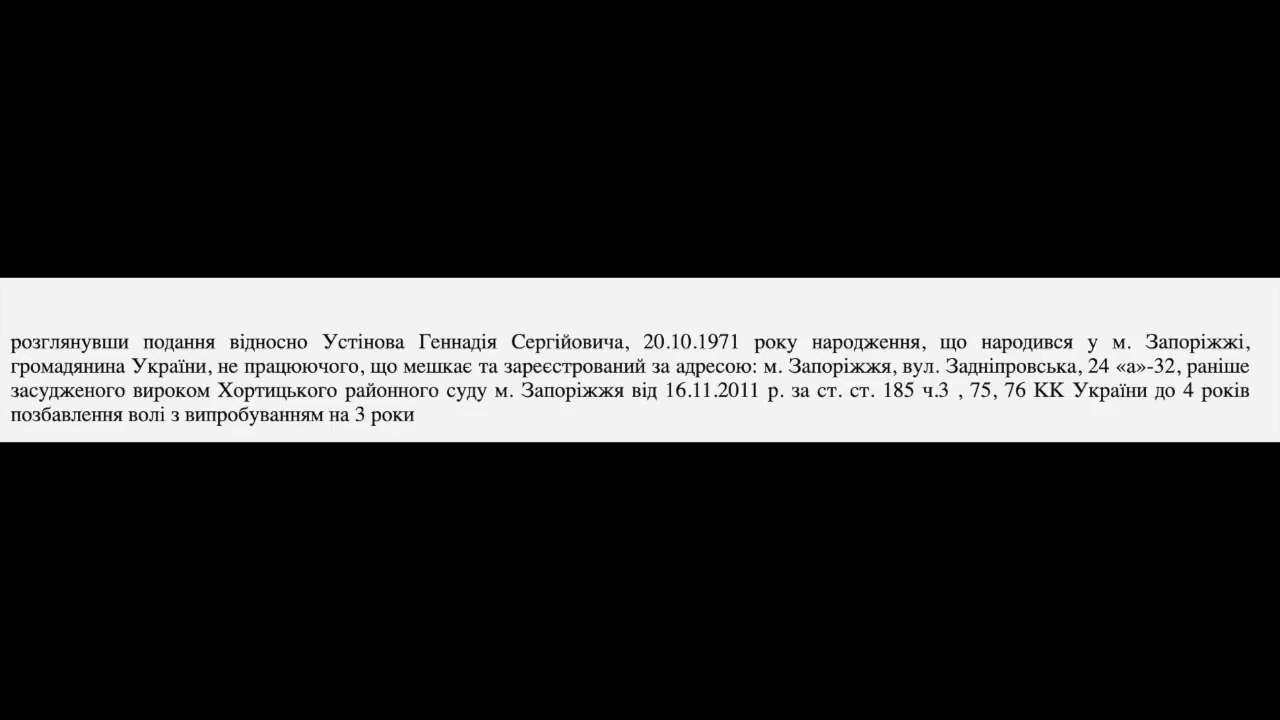 розглянувши подання відносно Устінова Геннадія Сергійовича, 20.10.1971 року народження, що народився у м. Запоріжжі,
громадянина України, не працюючого, що мешкає та зареєстрований за адресою: м. Запоріжжя, вул. Задніпровська, 24 «а»-32, раніше
засудженого вироком Хортицького районного суду м. Запоріжжя від 16.11.2011 р. за ст. ст. 185 ч.3 , 75, 76 КК України до 4 років
позбавлення волі з випробуванням на 3 роки